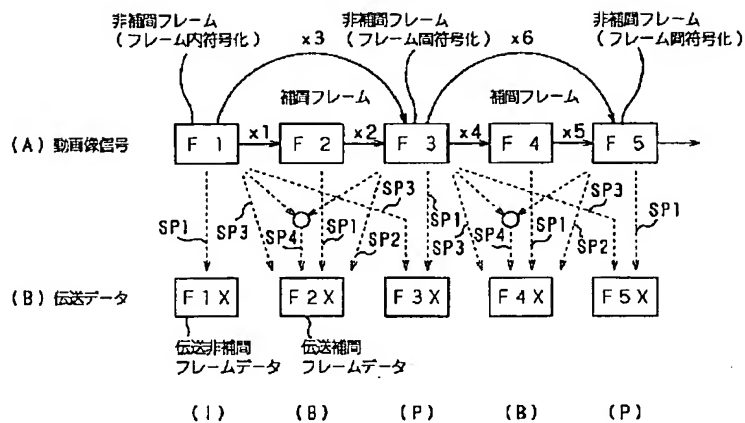 非補間フレーム
(フレーム内符号化)
x3
非補間フレーム
(フレーム間符号化)
x6
非補間フレーム
(フレーム間符号化)
補間フレーム
補間フレーム
(A) 動画像信号
F 1
x1
F 2
x2
F 3
x4
F 4
x5
F 5
SP1
SP3
SP4
SP1
SP2
SP3
SP1
SP3
SP4
SP1
SP2
SP3
SP1
(B) 伝送データ
F1X
F2X
F3X
F4X
F5X
伝送非補間
フレームデータ
伝送補間
フレームデータ
(I)
(B)
(P)
(B)
(P)